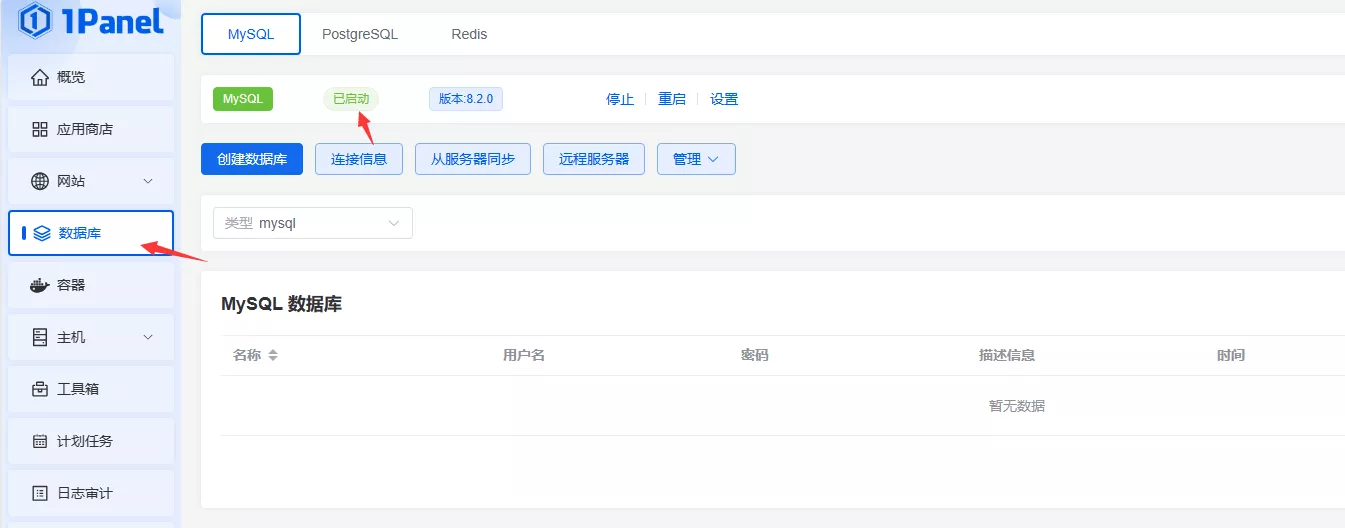 1Panel
概览
应用商店
网站
数据库
容器
主机
工具箱
计划任务
日志审计
MySQL PostgreSQL Redis
MySQL 已启动 版本:8.2.0 停止 重启 设置
创建数据库 连接信息 从服务器同步 远程服务器 管理
类型 mysql
MySQL 数据库
名称 用户名 密码 描述信息 时间
暂无数据